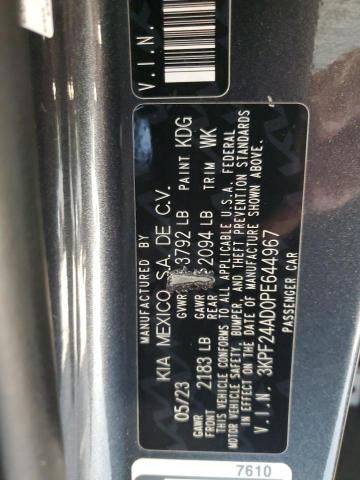 V.I.N.
MANUFACTURED BY
KIA MEXICO S.A. DE C.V.
05/23 GVWR 3792 LB PAINT KDG
GAWR FRONT 2183 LB GAWR REAR 2094 LB TRIM WK
THIS VEHICLE CONFORMS TO ALL APPLICABLE U.S.A. FEDERAL
MOTOR VEHICLE SAFETY, BUMPER, AND THEFT PREVENTION STANDARDS
IN EFFECT ON THE DATE OF MANUFACTURE SHOWN ABOVE.
V.I.N. 3KPF24AD0PE644967
PASSENGER CAR
7610